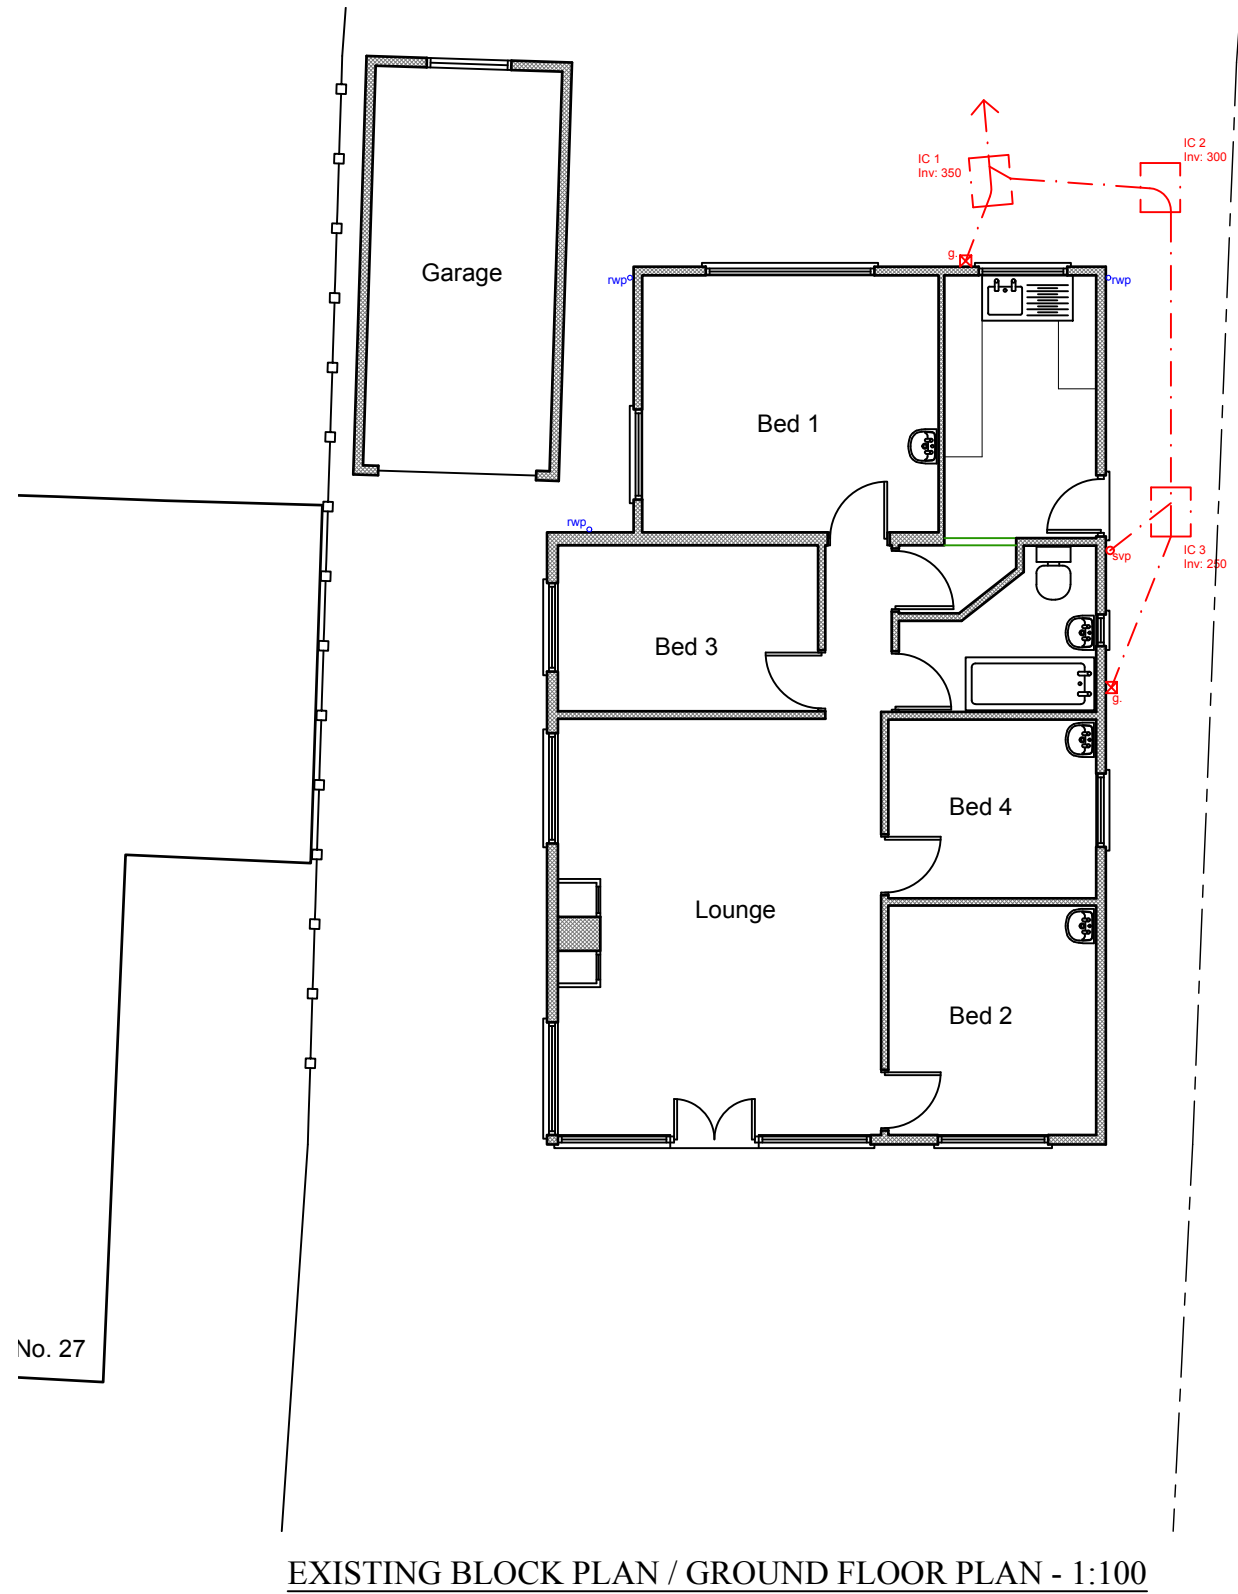 IC 2
Inv: 300
IC 1
Inv: 350
g.
Garage
rwp
rwp
Bed 1
rwp
svp
IC 3
Inv: 250
Bed 3
g.
Bed 4
Lounge
Bed 2
No. 27
EXISTING BLOCK PLAN / GROUND FLOOR PLAN - 1:100